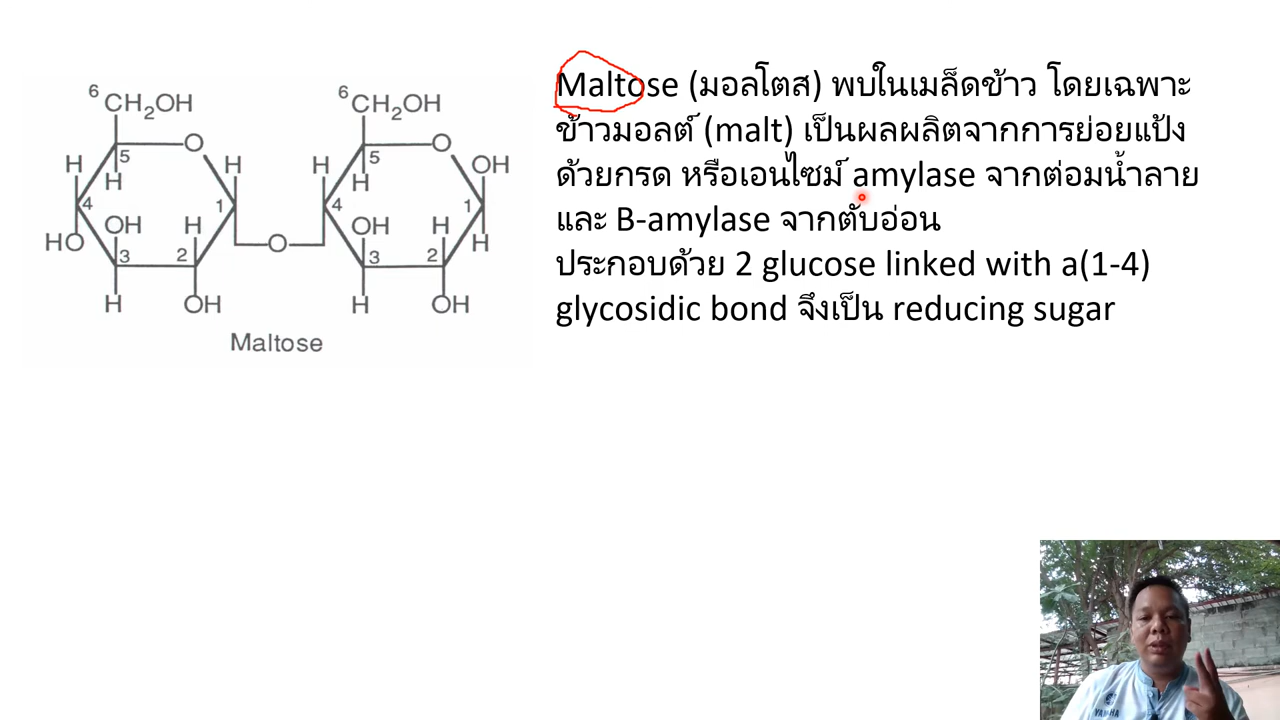 Maltose (มอลโตส) พบในเมล็ดข้าว โดยเฉพาะ
ข้าวมอลต์ (malt) เป็นผลผลิตจากการย่อยแป้ง
ด้วยกรด หรือเอนไซม์ amylase จากต่อมน้ำลาย
และ B-amylase จากตับอ่อน
ประกอบด้วย 2 glucose linked with a(1-4)
glycosidic bond จึงเป็น reducing sugar
6 CH₂OH 6 CH₂OH
5 O 5 O
H H H OH
H H
4 1 4 1
OH H OH H
HO O H
3 2 3 2
H OH H OH
Maltose
YAMAHA